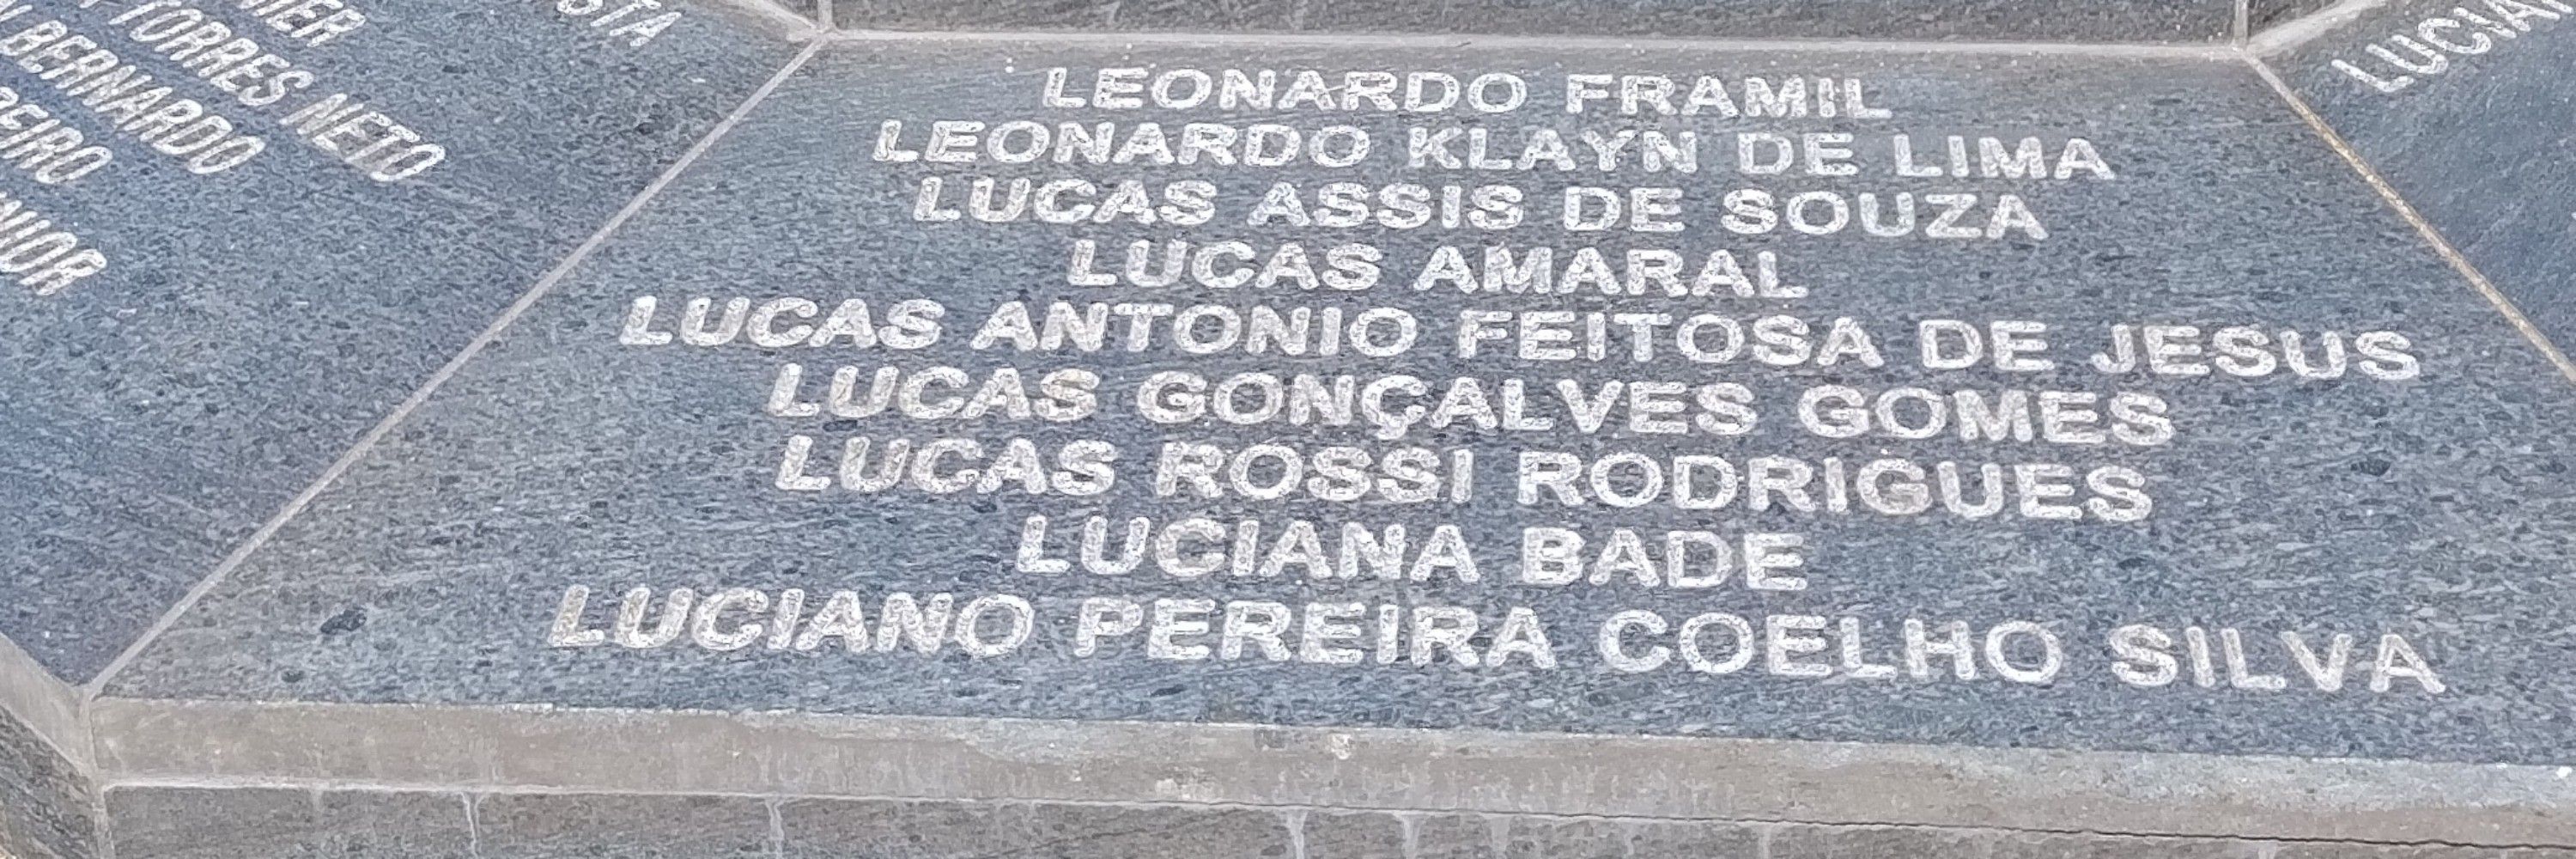 STA
TORRES NETO
BERNARDO
LEONARDO FRAMIL
LEONARDO KLAYN DE LIMA
LUCAS ASSIS DE SOUZA
LUCAS AMARAL
LUCAS ANTONIO FEITOSA DE JESUS
LUCAS GONÇALVES GOMES
LUCAS ROSSI RODRIGUES
LUCIANA BADE
LUCIANO PEREIRA COELHO SILVA